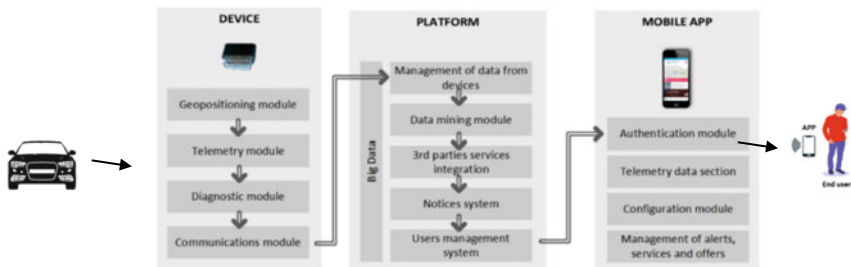 DEVICE
Geopositioning module
Telemetry module
Diagnostic module
Communications module
PLATFORM
Big Data
Management of data from
devices
Data mining module
3rd parties services
integration
Notices system
Users management
system
MOBILE APP
Authentication module
Telemetry data section
Configuration module
Management of alerts,
services and offers
APP
End user